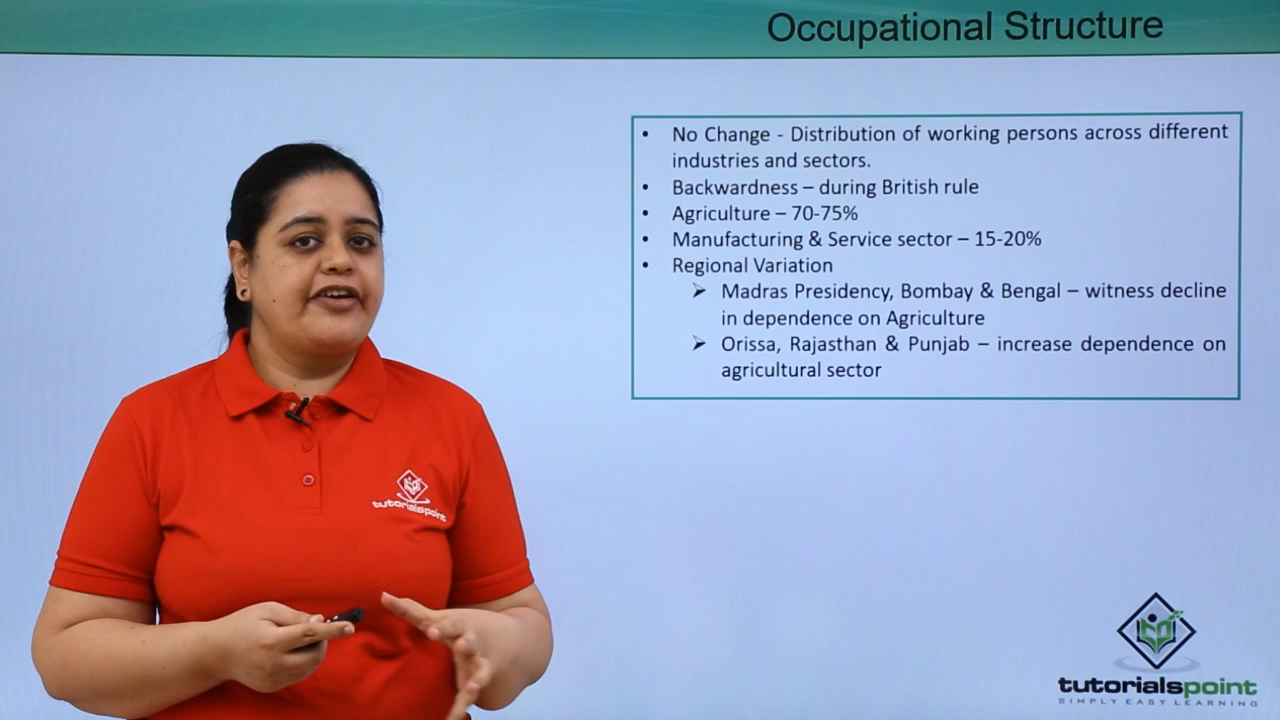 Occupational Structure
• No Change - Distribution of working persons across different
industries and sectors.
• Backwardness – during British rule
• Agriculture – 70-75%
• Manufacturing & Service sector – 15-20%
• Regional Variation
➢ Madras Presidency, Bombay & Bengal – witness decline
in dependence on Agriculture
➢ Orissa, Rajasthan & Punjab – increase dependence on
agricultural sector
tutorialspoint
tutorialspoint
SIMPLY EASY LEARNING